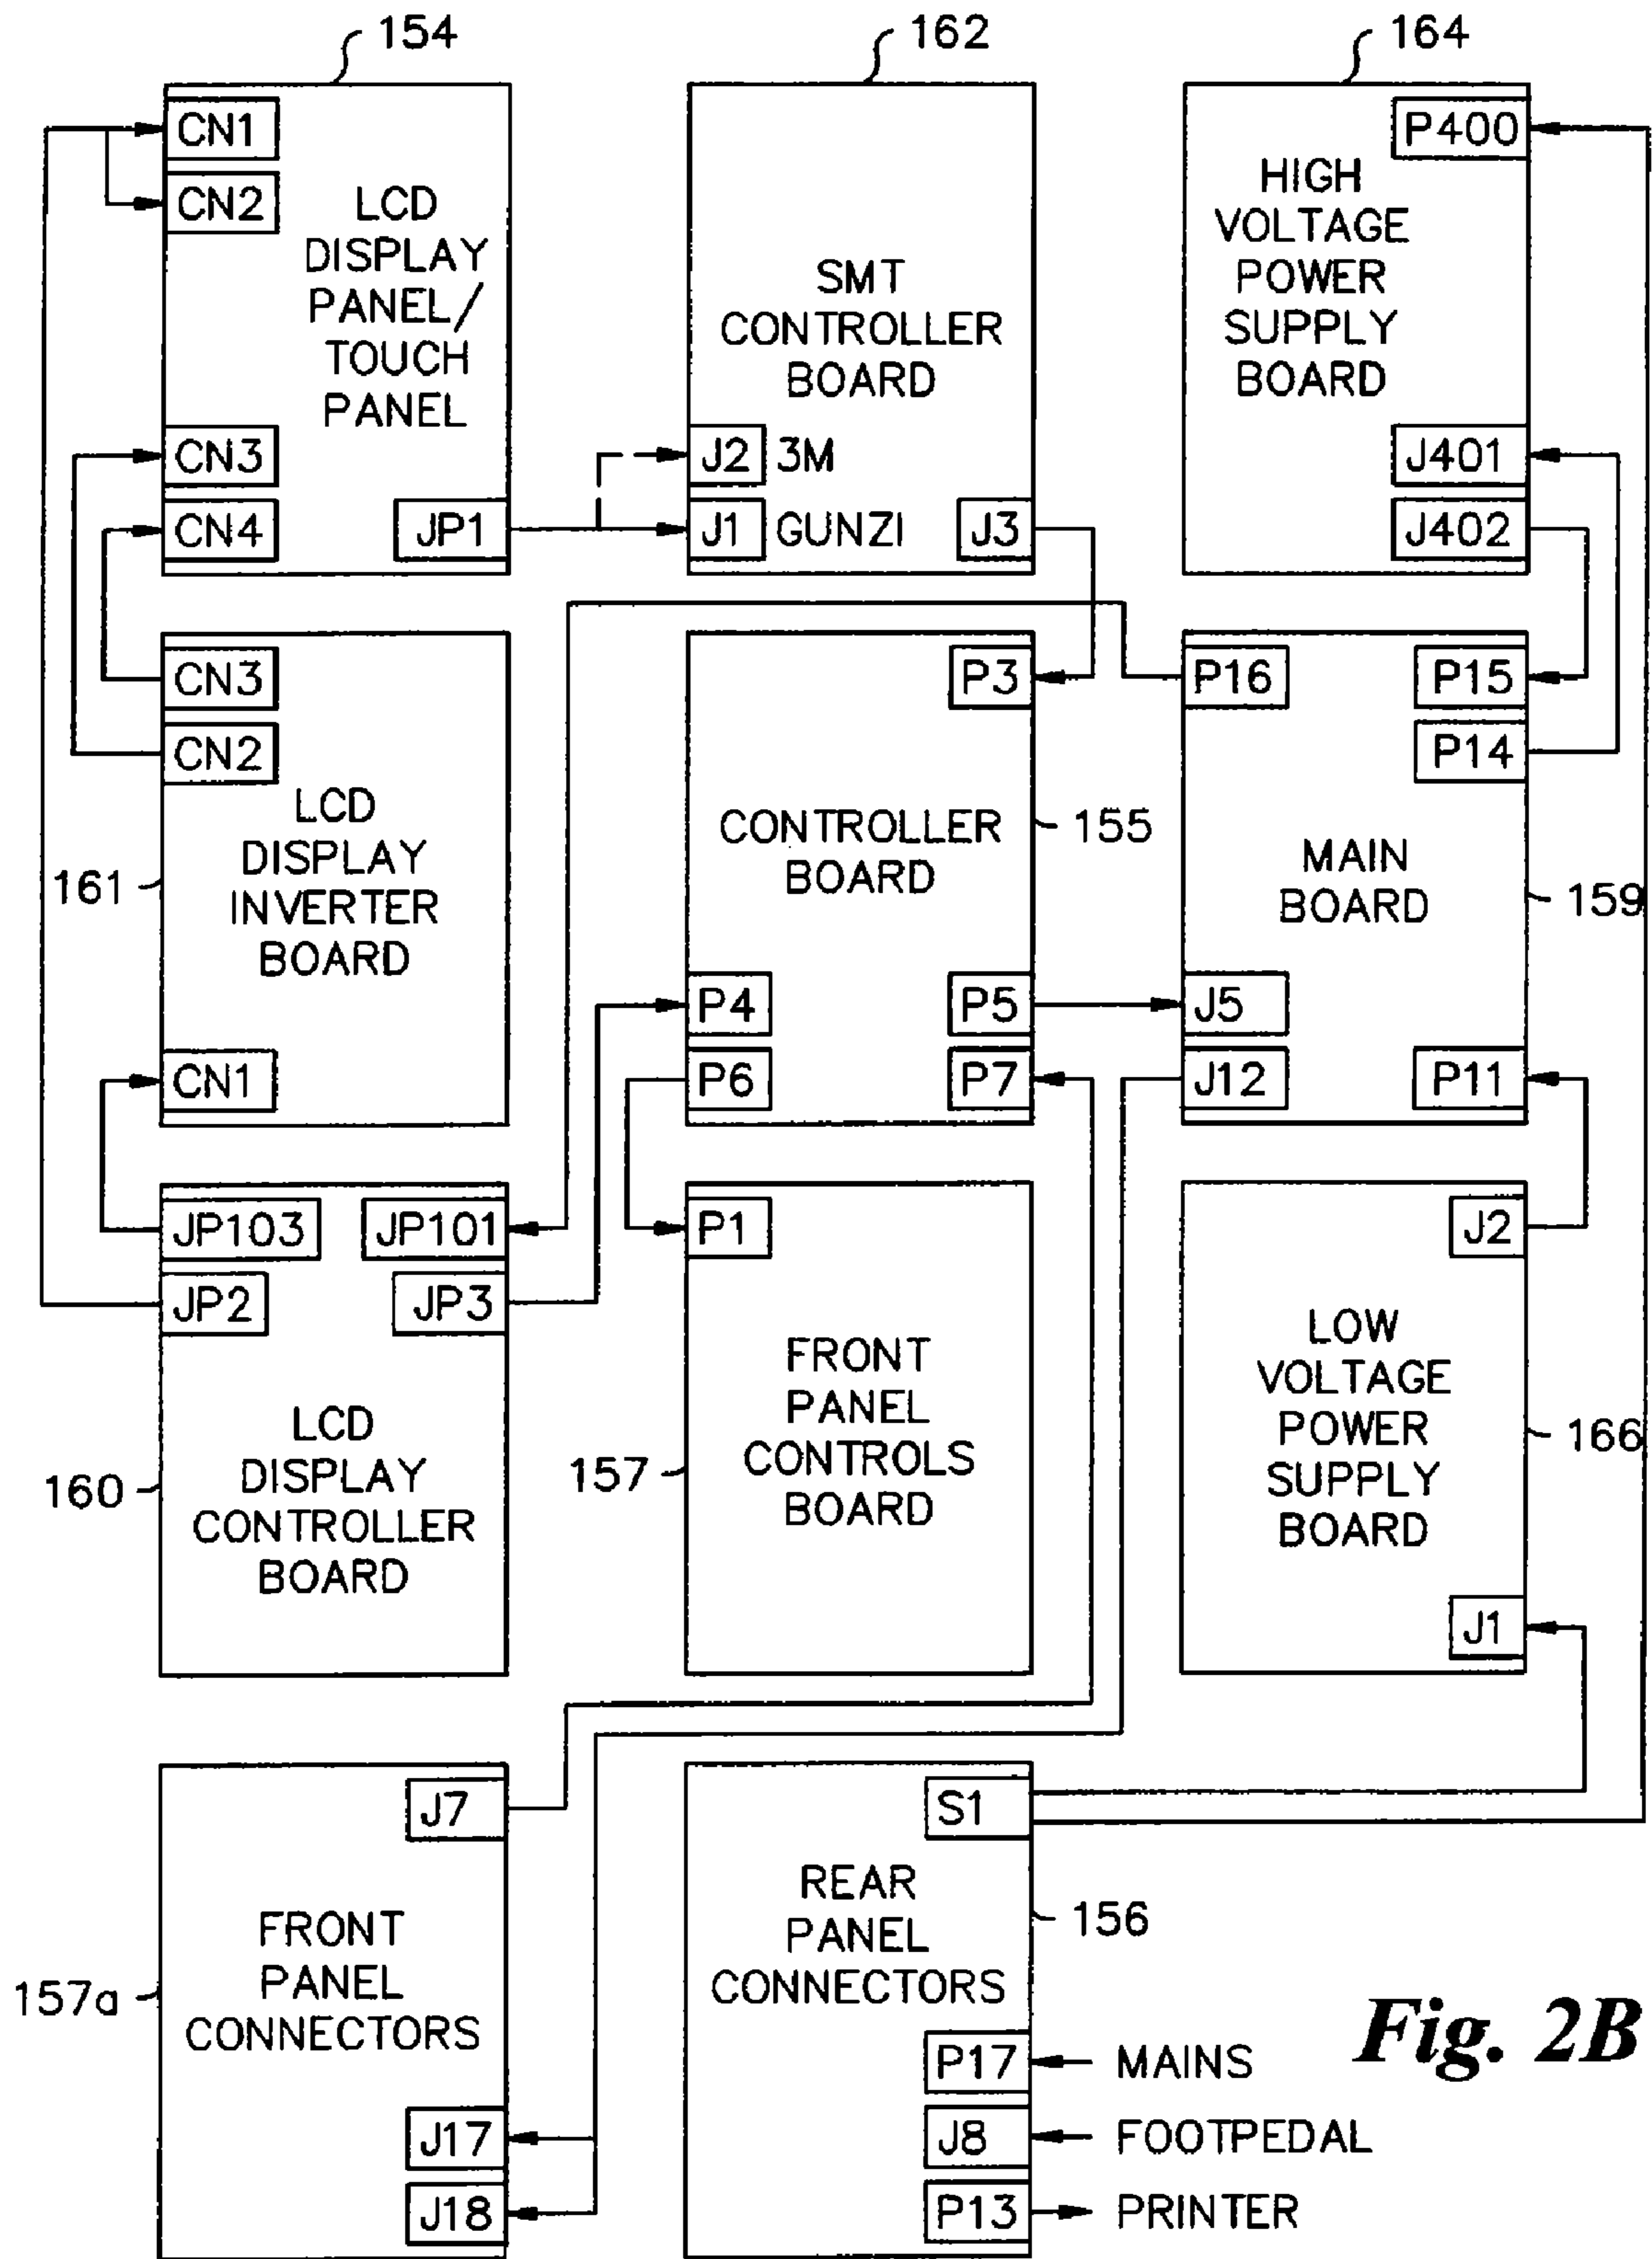 154
CN1
CN2
LCD
DISPLAY
PANEL/
TOUCH
PANEL
CN3
CN4
JP1
162
SMT
CONTROLLER
BOARD
J2 3M
J1 GUNZI
J3
164
P400
HIGH
VOLTAGE
POWER
SUPPLY
BOARD
J401
J402
CN3
CN2
LCD
DISPLAY
INVERTER
BOARD
161
CN1
P3
CONTROLLER
BOARD
155
P4
P5
P6
P7
P16
P15
P14
MAIN
BOARD
159
J5
J12
P11
JP103
JP101
JP2
JP3
LCD
DISPLAY
CONTROLLER
BOARD
160
P1
FRONT
PANEL
CONTROLS
BOARD
157
J2
LOW
VOLTAGE
POWER
SUPPLY
BOARD
166
J1
J7
FRONT
PANEL
CONNECTORS
157a
J17
J18
S1
REAR
PANEL
CONNECTORS
156
P17 MAINS
J8 FOOTPEDAL
P13 PRINTER
Fig. 2B